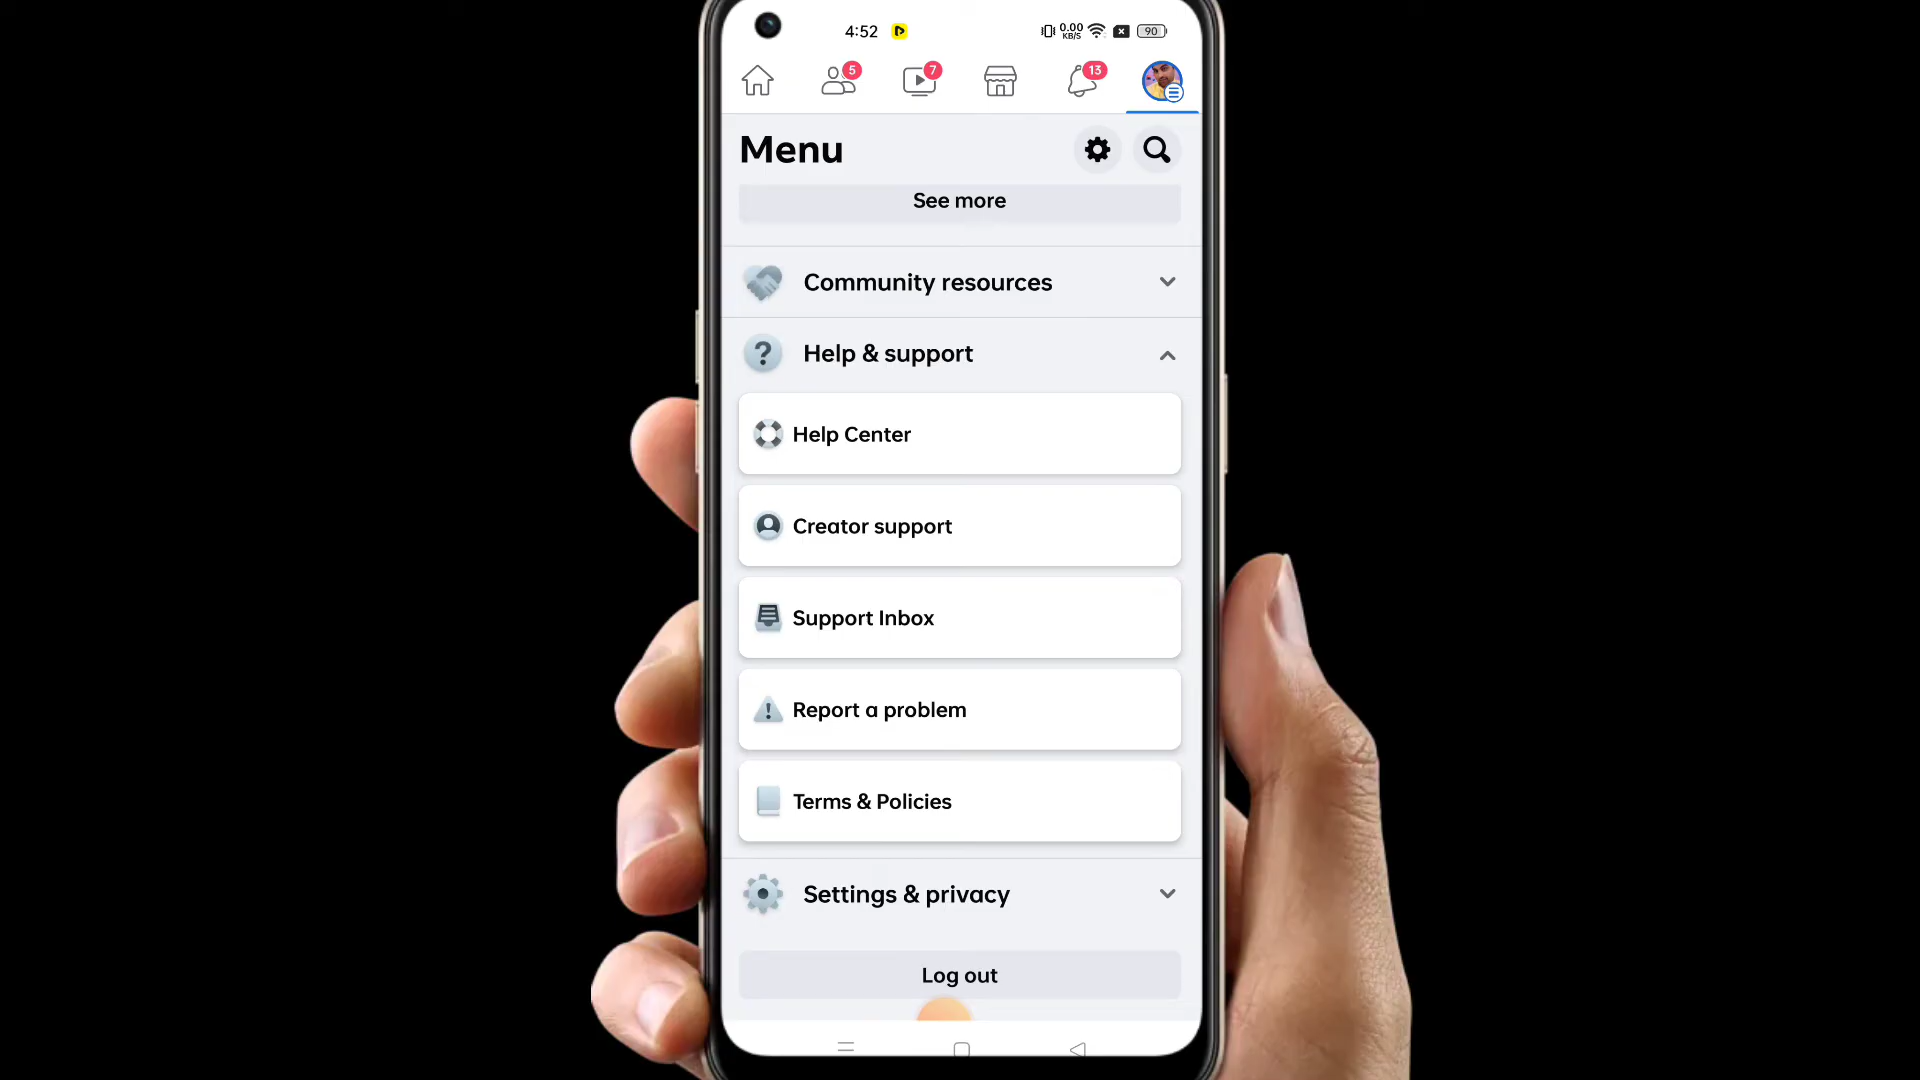 4:52
0.00
KB/S
90
5
7
13
Menu
See more
Community resources
Help & support
Help Center
Creator support
Support Inbox
Report a problem
Terms & Policies
Settings & privacy
Log out